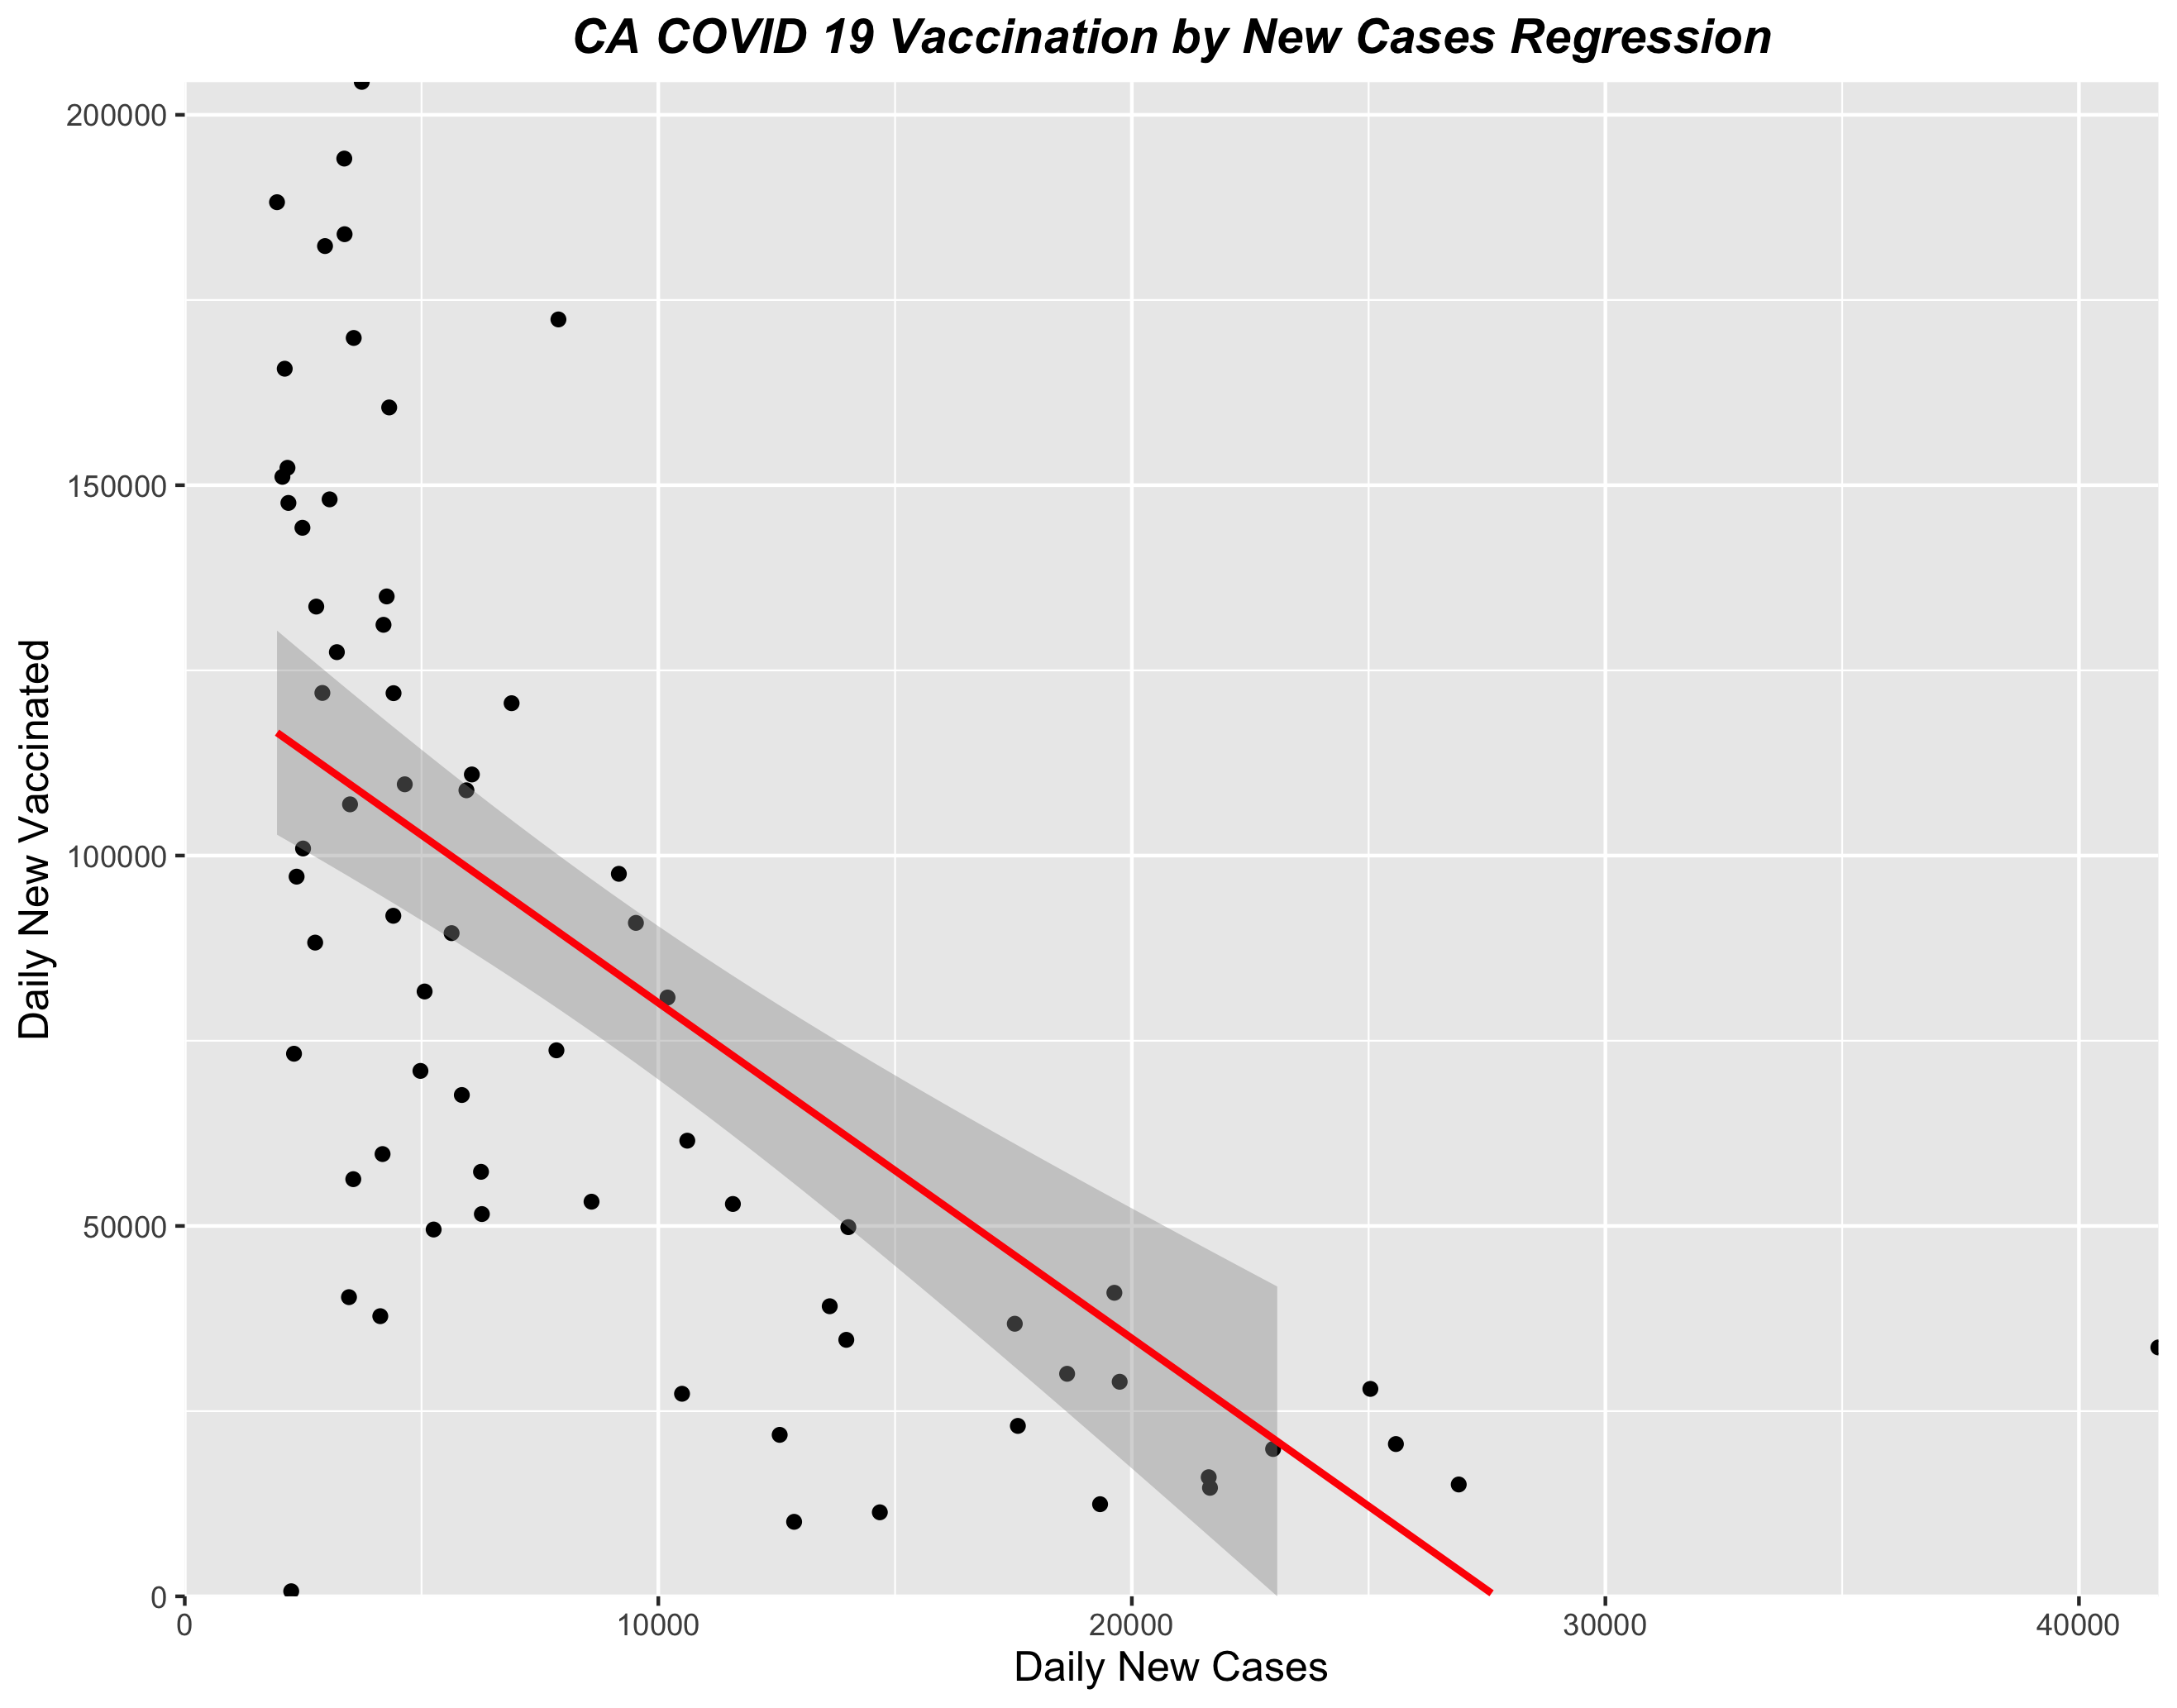 CA COVID 19 Vaccination by New Cases Regression
200000
150000
100000
50000
0
Daily New Vaccinated
0 10000 20000 30000 40000
Daily New Cases